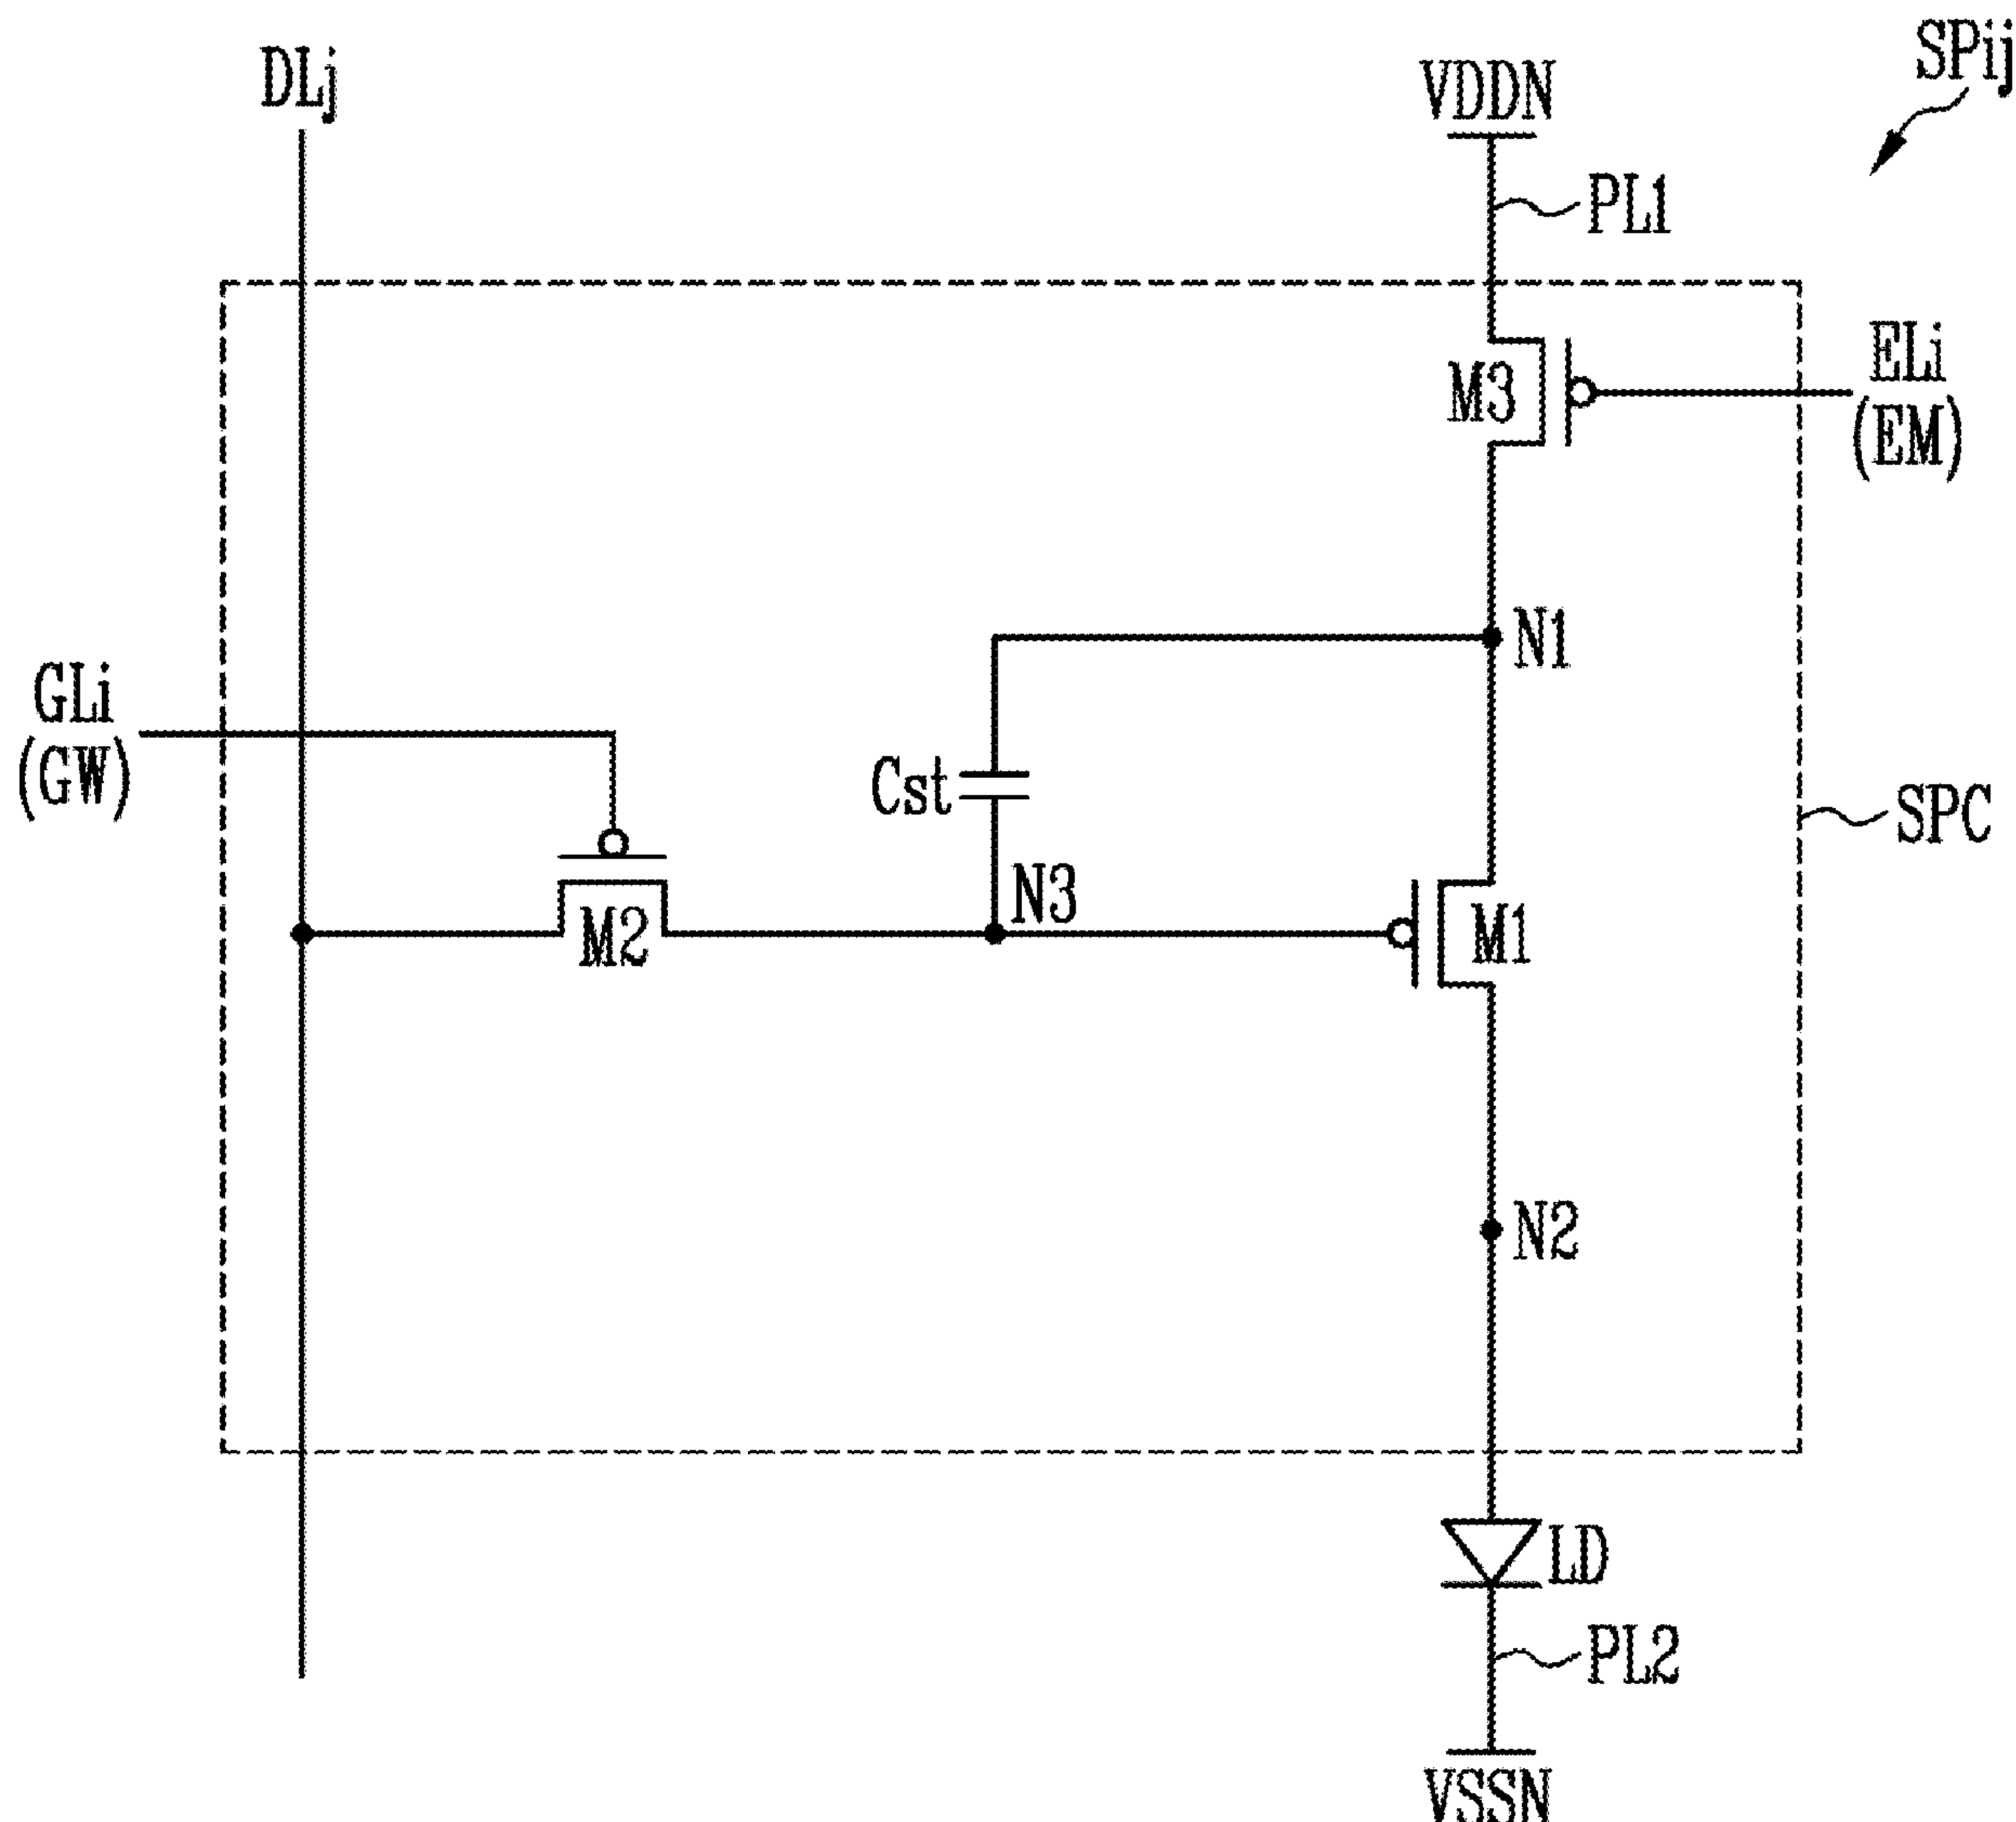 SPij
DLj
VDDN
PL1
M3
ELi
(EM)
N1
GLi
(GW)
Cst
SPC
N3
M2
M1
N2
LD
PL2
VSSN